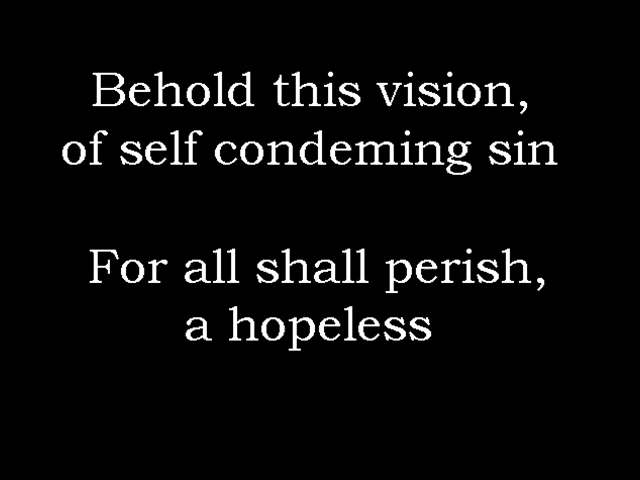 Behold this vision,
of self condeming sin
For all shall perish,
a hopeless